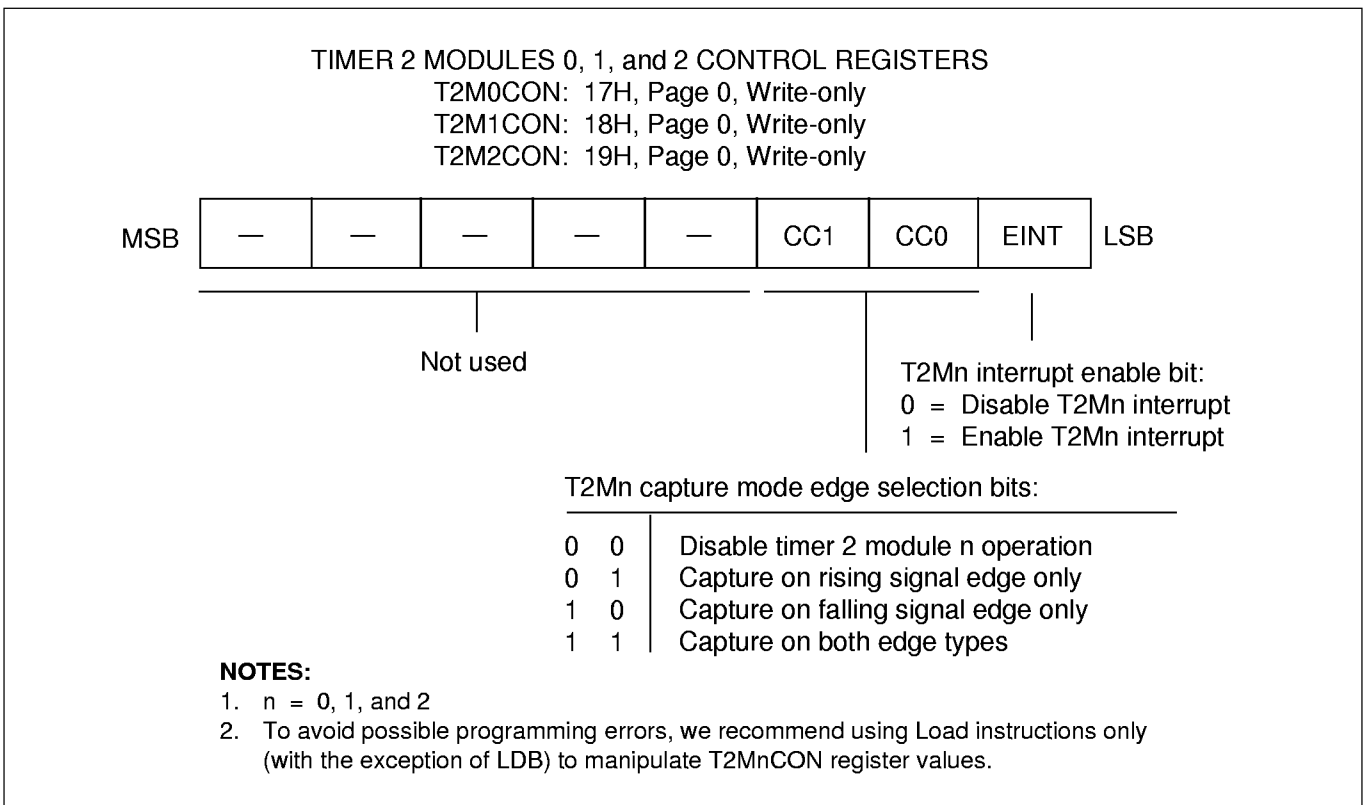 TIMER 2 MODULES 0, 1, and 2 CONTROL REGISTERS
T2M0CON: 17H, Page 0, Write-only
T2M1CON: 18H, Page 0, Write-only
T2M2CON: 19H, Page 0, Write-only
MSB — — — — — CC1 CC0 EINT LSB
Not used
T2Mn interrupt enable bit:
0 = Disable T2Mn interrupt
1 = Enable T2Mn interrupt
T2Mn capture mode edge selection bits:
0 0 Disable timer 2 module n operation
0 1 Capture on rising signal edge only
1 0 Capture on falling signal edge only
1 1 Capture on both edge types
NOTES:
1. n = 0, 1, and 2
2. To avoid possible programming errors, we recommend using Load instructions only
(with the exception of LDB) to manipulate T2MnCON register values.